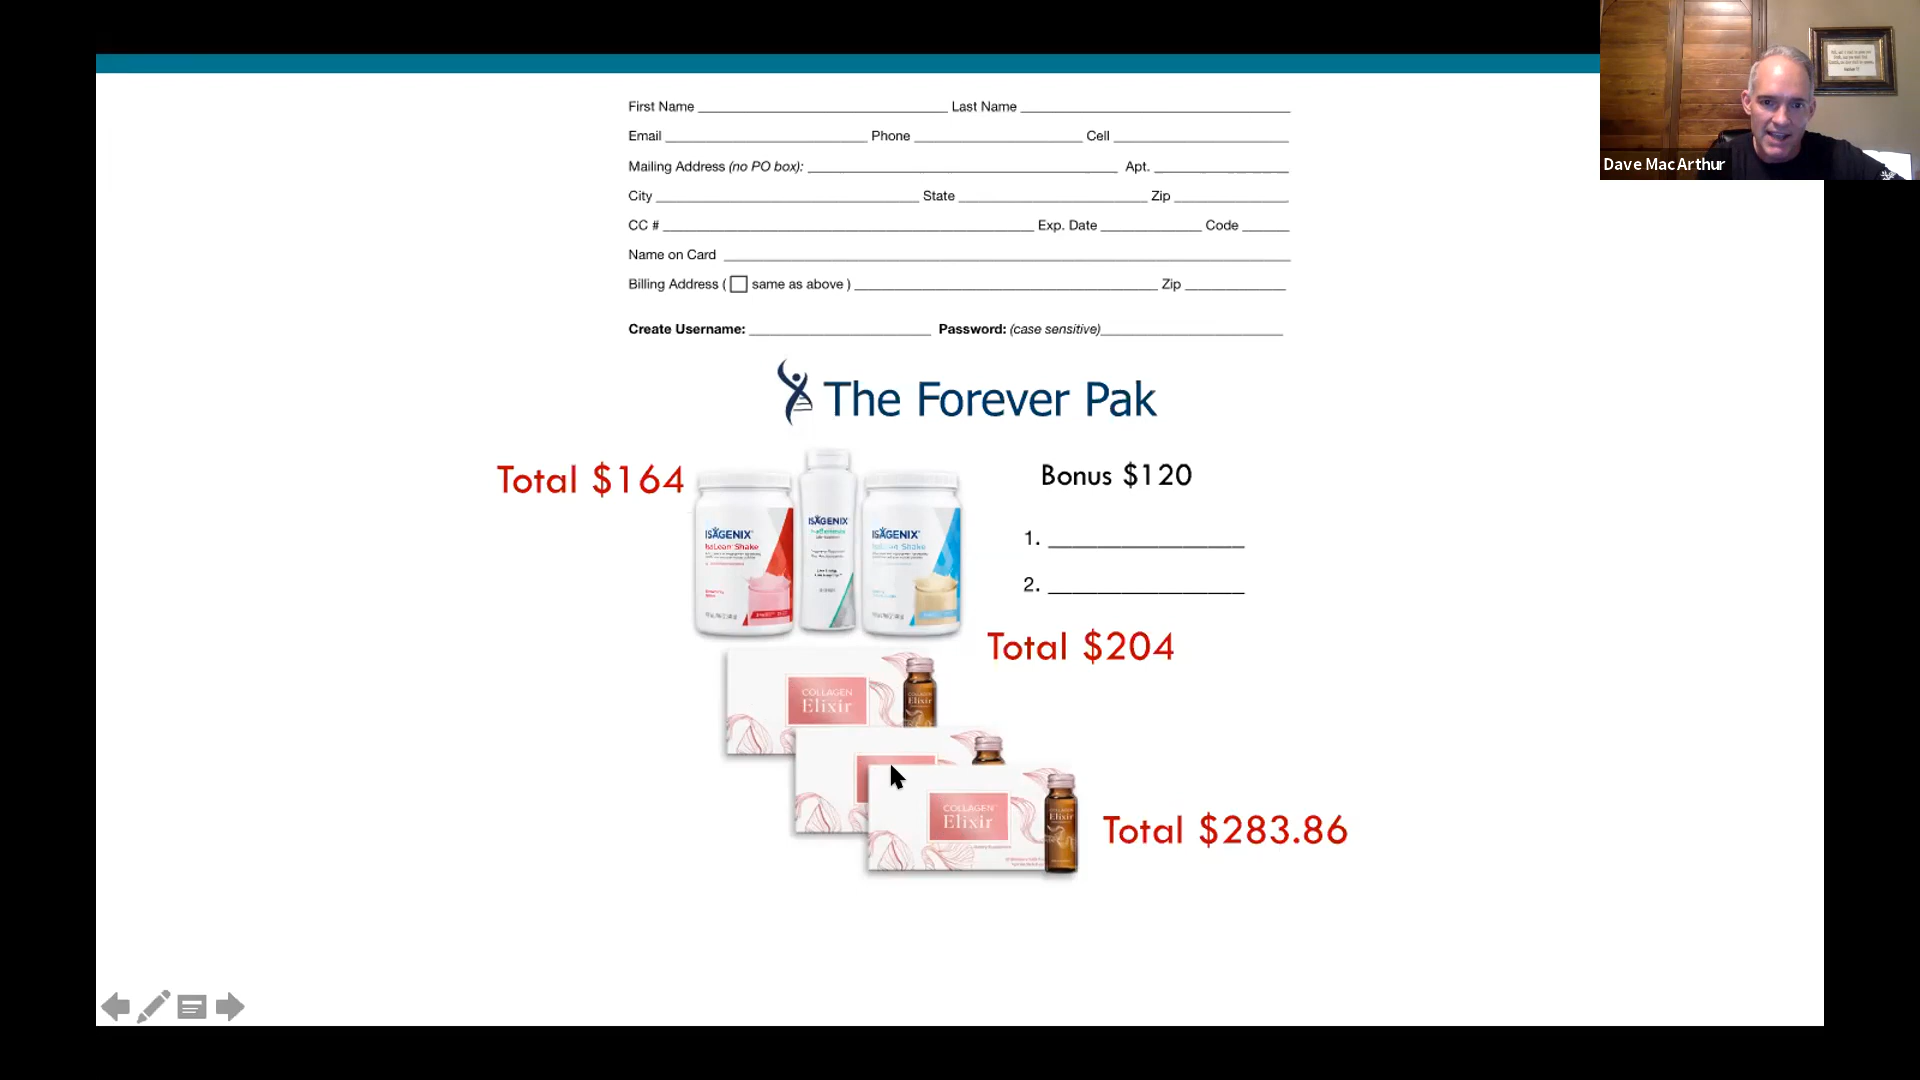 Dave MacArthur
First Name Last Name
Email Phone Cell
Mailing Address (no PO box): Apt.
City State Zip
CC # Exp. Date Code
Name on Card
Billing Address ( same as above ) Zip
Create Username: Password: (case sensitive)
The Forever Pak
Total $164
Bonus $120
ISAGENIX
IsaLean Shake
ISAGENIX
ISAGENIX
IsaLean Shake
1.
2.
Total $204
COLLAGEN
Elixir
COLLAGEN
Elixir
COLLAGEN
Elixir
Elixir
Total $283.86